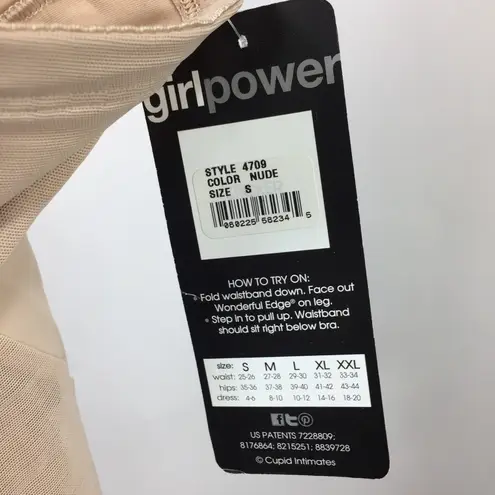 girlpower
STYLE 4709
COLOR NUDE
SIZE S
080225 58234 5
HOW TO TRY ON:
• Fold waistband down. Face out
Wonderful Edge® on leg.
• Step in to pull up. Waistband
should sit right below bra.
size: S M L XL XXL
waist: 25-26 27-28 29-30 31-32 33-34
hips: 35-36 37-38 39-40 41-42 43-44
dress: 4-6 8-10 10-12 14-16 18-20
US PATENTS 7228809;
8176864; 8215251; 8839728
© Cupid Intimates